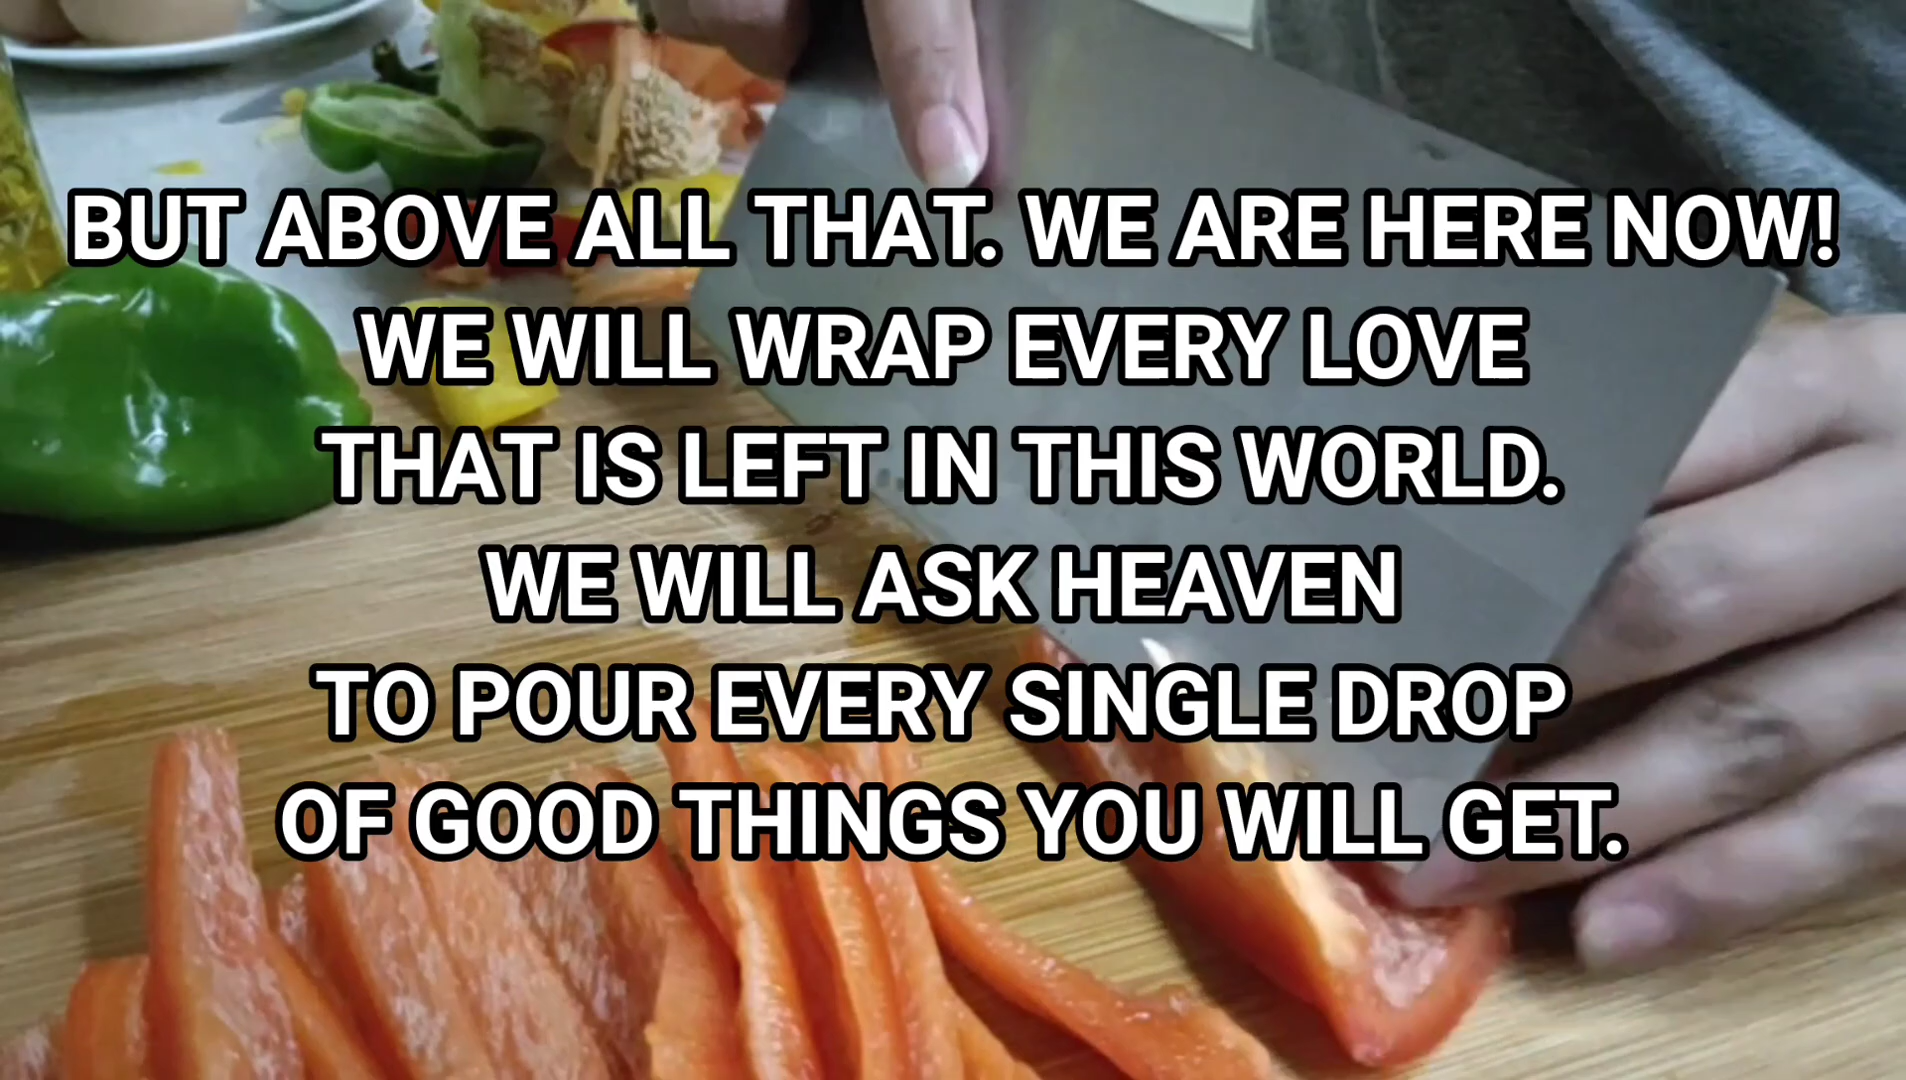 BUT ABOVE ALL THAT. WE ARE HERE NOW!
WE WILL WRAP EVERY LOVE
THAT IS LEFT IN THIS WORLD.
WE WILL ASK HEAVEN
TO POUR EVERY SINGLE DROP
OF GOOD THINGS YOU WILL GET.